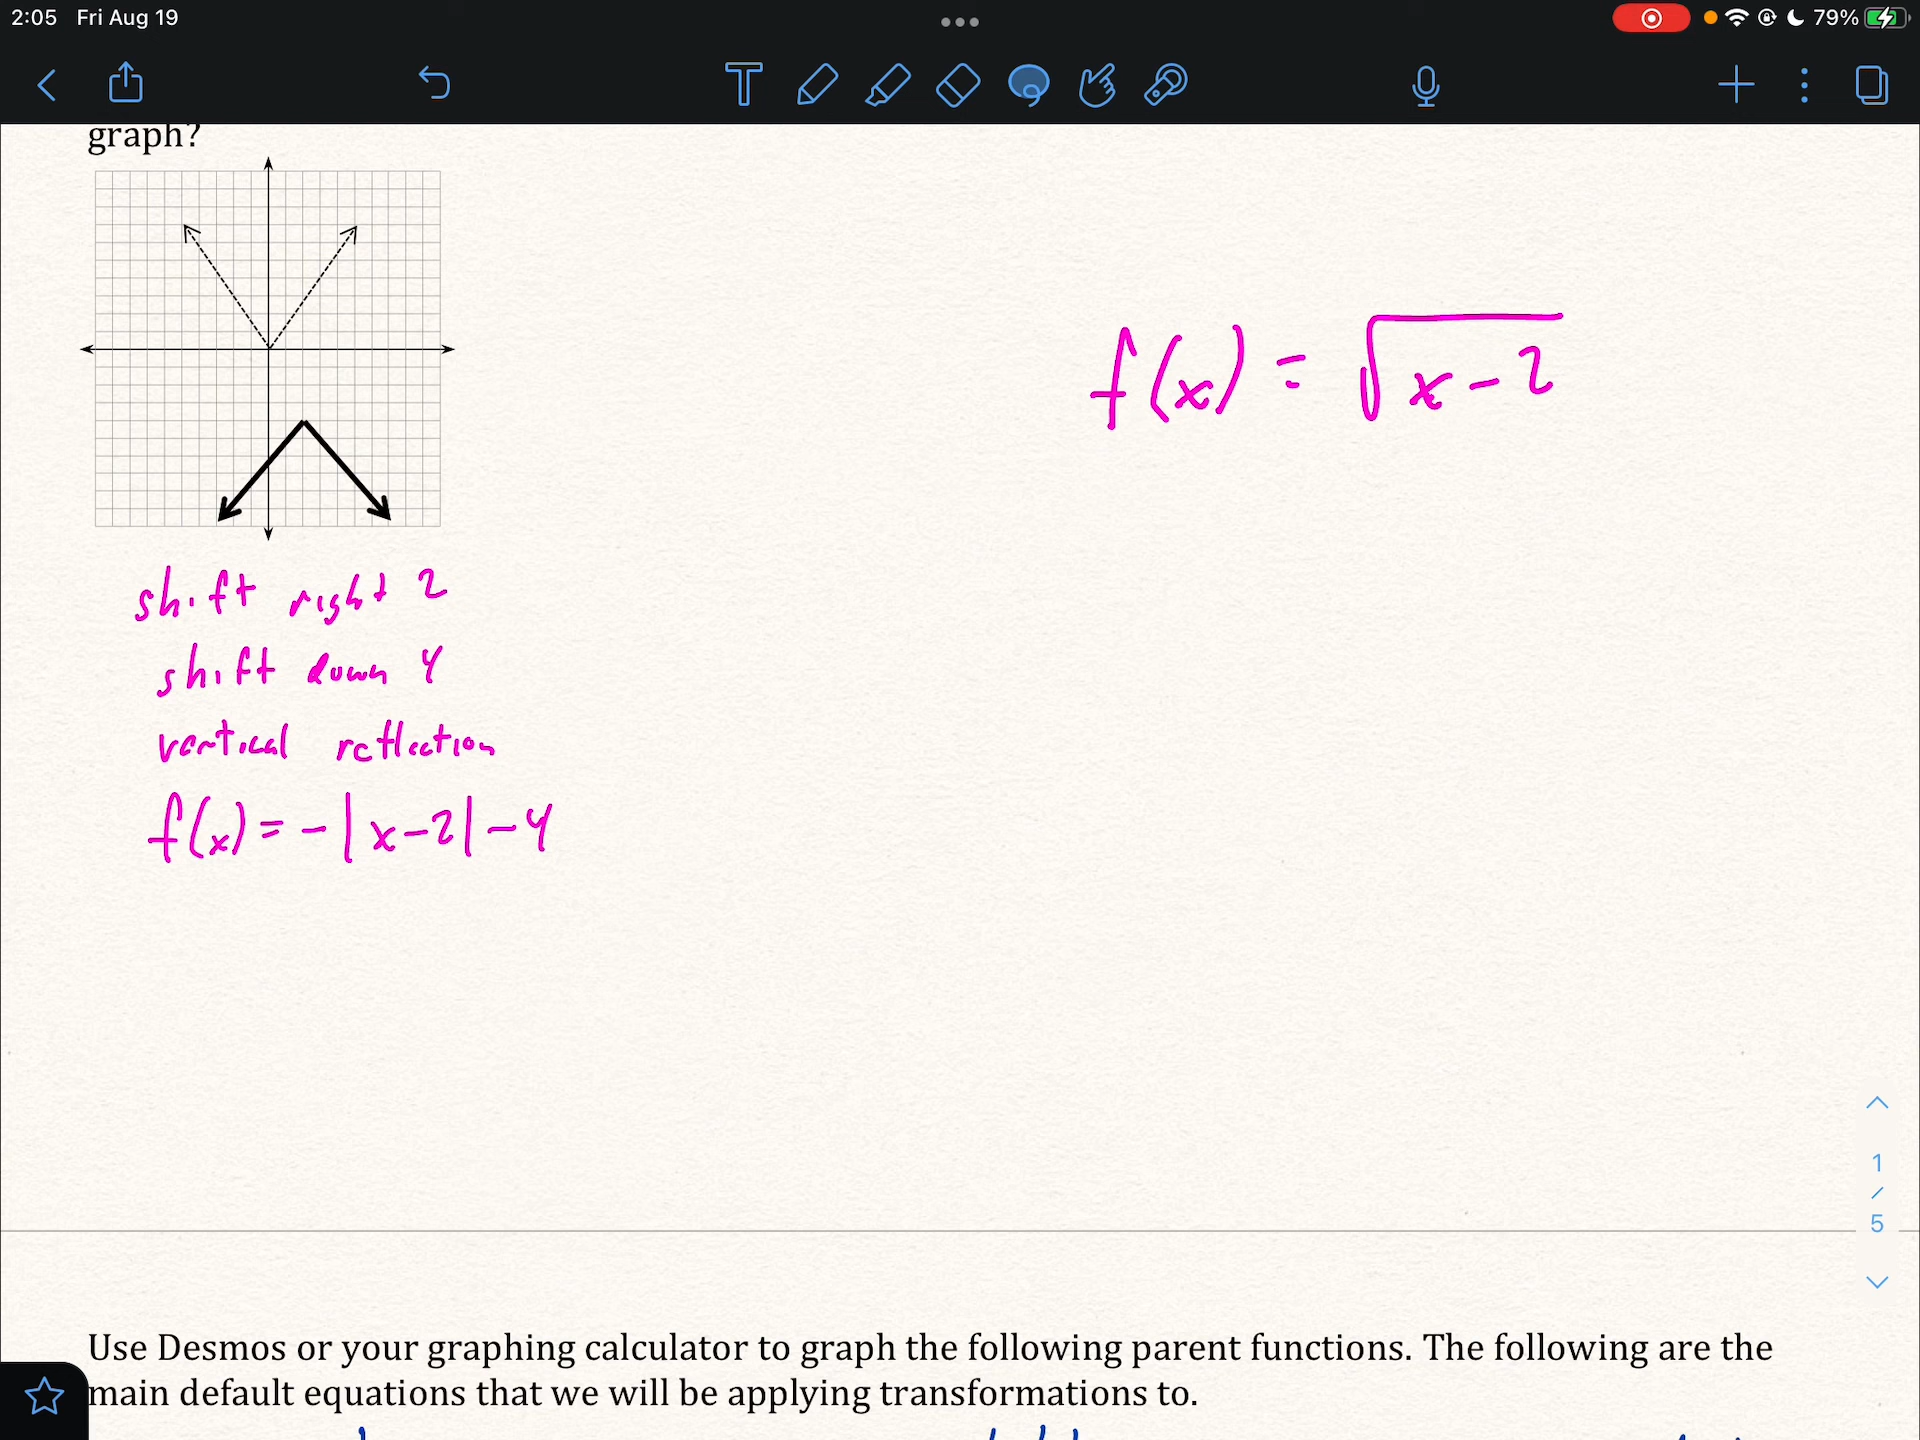 2:05 Fri Aug 19
79%
graph?
f(x) = √x-2
shift right 2
shift down 4
vertical reflection
f(x) = -|x-2|-4
1
/
5
Use Desmos or your graphing calculator to graph the following parent functions. The following are the
main default equations that we will be applying transformations to.